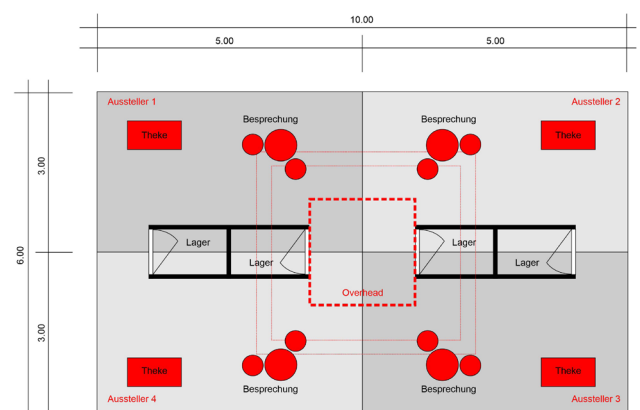 10.00
5.00
5.00
Aussteller 1
Aussteller 2
Besprechung
Besprechung
Theke
Theke
3.00
Lager
Lager
6.00
Lager
Lager
Overhead
3.00
Theke
Theke
Besprechung
Besprechung
Aussteller 4
Aussteller 3